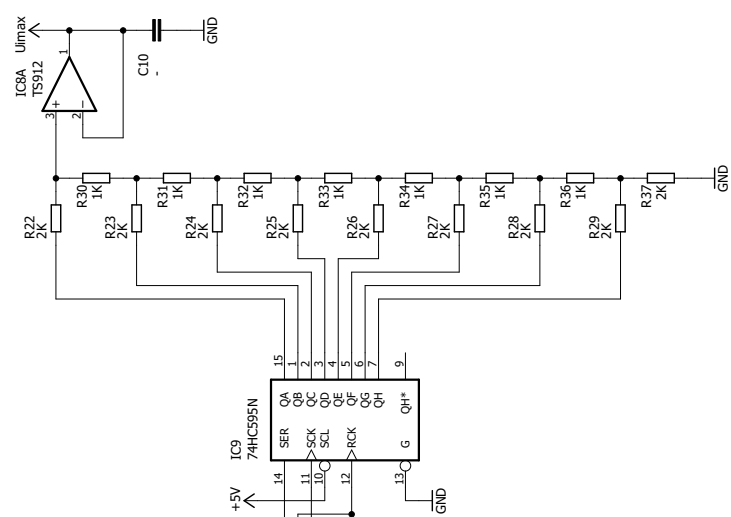 Uimax
1
GND
C10
-
IC8A
TS912
3
+
2
-
R30
1K
R31
1K
R32
1K
R33
1K
R34
1K
R35
1K
R36
1K
R37
2K
GND
R22
2K
R23
2K
R24
2K
R25
2K
R26
2K
R27
2K
R28
2K
R29
2K
15
1
2
3
4
5
6
7
9
QA
QB
QC
QD
QE
QF
QG
QH
QH*
IC9
74HC595N
SER
SCK
SCL
RCK
G
14
11
10
12
13
+5V
GND